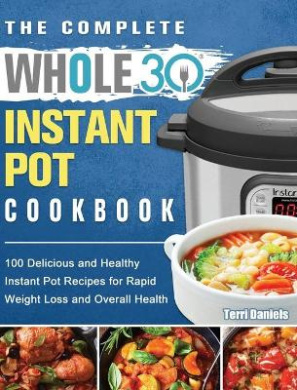 THE COMPLETE
WHOLE30
INSTANT
POT
COOKBOOK
100 Delicious and Healthy
Instant Pot Recipes for Rapid
Weight Loss and Overall Health
Instant
Terri Daniels